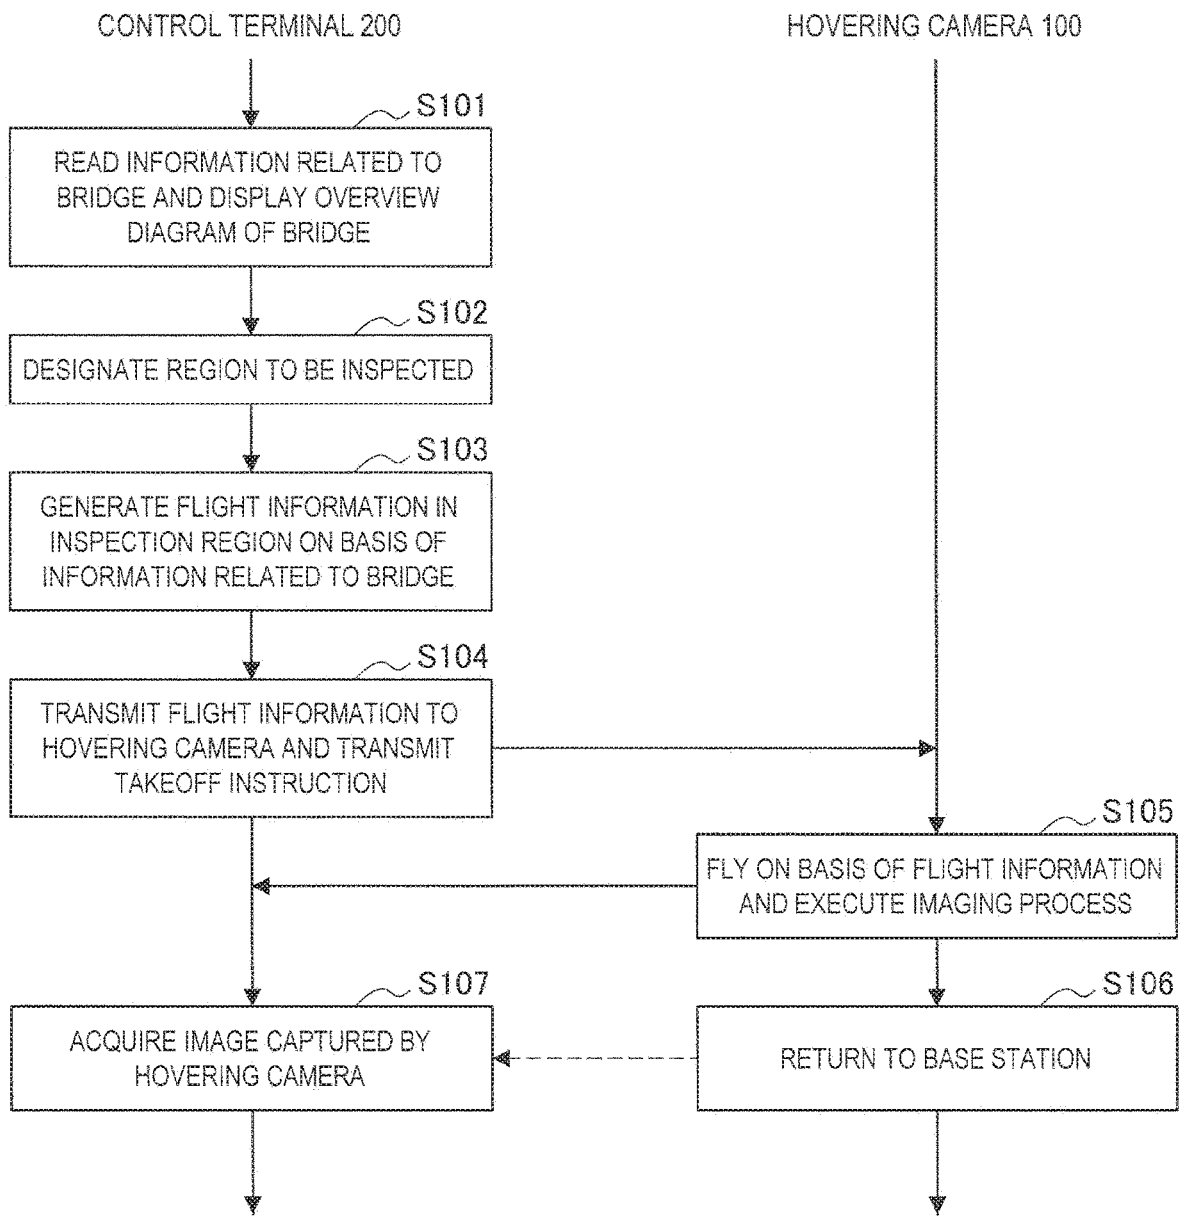 CONTROL TERMINAL 200
HOVERING CAMERA 100
S101
READ INFORMATION RELATED TO
BRIDGE AND DISPLAY OVERVIEW
DIAGRAM OF BRIDGE
S102
DESIGNATE REGION TO BE INSPECTED
S103
GENERATE FLIGHT INFORMATION IN
INSPECTION REGION ON BASIS OF
INFORMATION RELATED TO BRIDGE
S104
TRANSMIT FLIGHT INFORMATION TO
HOVERING CAMERA AND TRANSMIT
TAKEOFF INSTRUCTION
S105
FLY ON BASIS OF FLIGHT INFORMATION
AND EXECUTE IMAGING PROCESS
S107
ACQUIRE IMAGE CAPTURED BY
HOVERING CAMERA
S106
RETURN TO BASE STATION